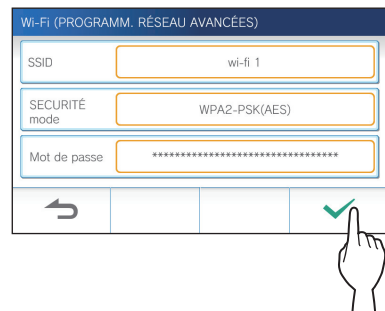 Wi-Fi (PROGRAMM. RÉSEAU AVANCÉES)
SSID
wi-fi 1
SECURITÉ
mode
WPA2-PSK(AES)
Mot de passe
*********************************